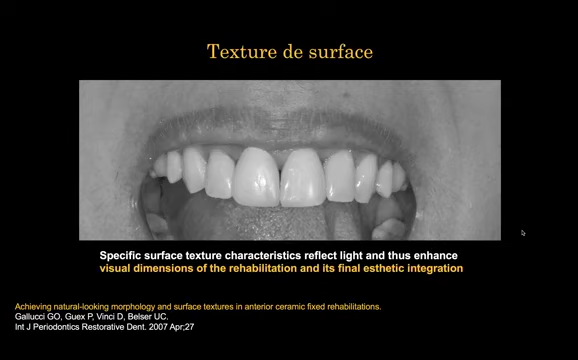 Texture de surface
Specific surface texture characteristics reflect light and thus enhance
visual dimensions of the rehabilitation and its final esthetic integration
Achieving natural-looking morphology and surface textures in anterior ceramic fixed rehabilitations.
Gallucci GO, Guex P, Vinci D, Belser UC.
Int J Periodontics Restorative Dent. 2007 Apr;27